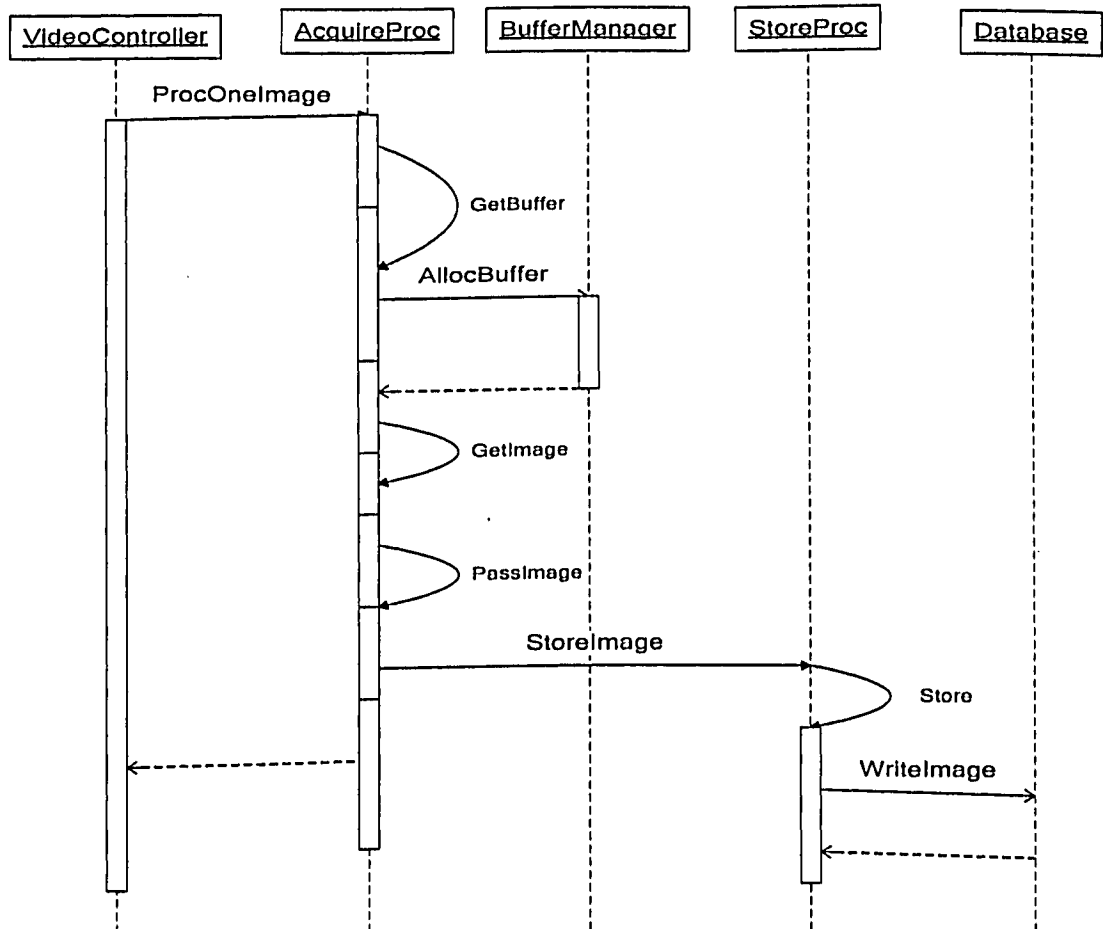 VideoController
AcquireProc
BufferManager
StoreProc
Database
ProcOneImage
GetBuffer
AllocBuffer
GetImage
PassImage
StoreImage
Store
WriteImage